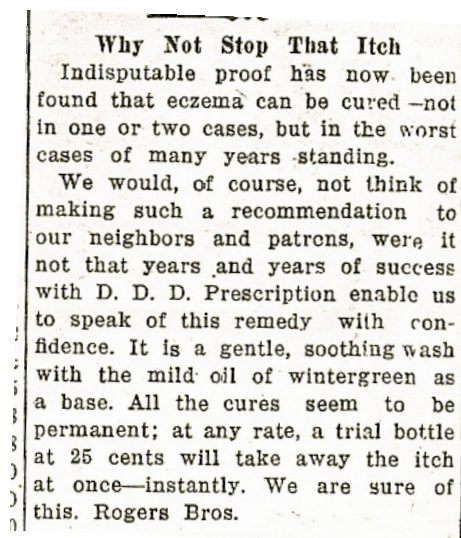 Why Not Stop That Itch
Indisputable proof has now been
found that eczema can be cured—not
in one or two cases, but in the worst
cases of many years standing.
We would, of course, not think of
making such a recommendation to
our neighbors and patrons, were it
not that years and years of success
with D. D. D. Prescription enable us
to speak of this remedy with con-
fidence. It is a gentle, soothing wash
with the mild oil of wintergreen as
a base. All the cures seem to be
permanent; at any rate, a trial bottle
at 25 cents will take away the itch
at once—instantly. We are sure of
this. Rogers Bros.